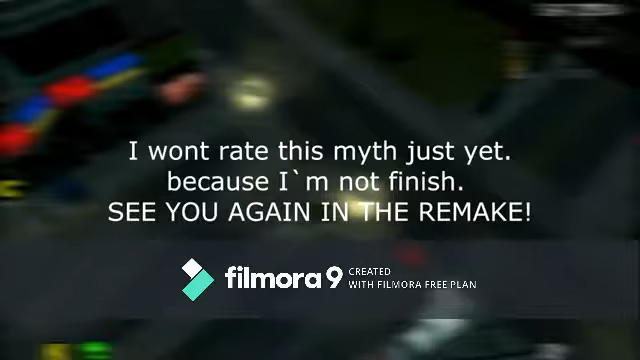 I wont rate this myth just yet.
because I`m not finish.
SEE YOU AGAIN IN THE REMAKE!
filmora 9 CREATED
WITH FILMORA FREE PLAN